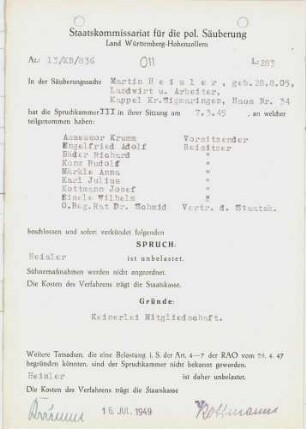 Staatskommissariat für die pol. Säuberung
Land Württemberg-Hohenzollern
Az.: 13/KB/836 011 L.283
In der Säuberungssache Martin Heisler, geb.28.8.05,
Landwirt u. Arbeiter,
Kappel Kr.Sigmaringen, Haus Nr. 34
hat die Spruchkammer III in ihrer Sitzung am 7.3.49, an welcher
teilgenommen haben:
Assessor Krumm Vorsitzender
Engelfried Adolf Beisitzer
Bäder Richard "
Konz Rudolf "
Märkle Anna "
Karl Julius "
Kottmann Josef "
Eisele Wilhelm "
O.Reg.Rat Dr. Schmid Vertr. d. Staatsk.
beschlossen und sofort verkündet folgenden
SPRUCH:
Heisler ist unbelastet.
Sühnemaßnahmen werden nicht angeordnet.
Die Kosten des Verfahrens trägt die Staatskasse.
Gründe:
Keinerlei Mitgliedschaft.
Weitere Tatsachen, die eine Belastung i. S. der Art. 4–7 der RAO vom 29. 4. 47
begründen könnten, sind der Spruchkammer nicht bekannt geworden.
Heisler ist daher unbelastet.
Die Kosten des Verfahrens trägt die Staatskasse
16 JUL 1949 Kottmann